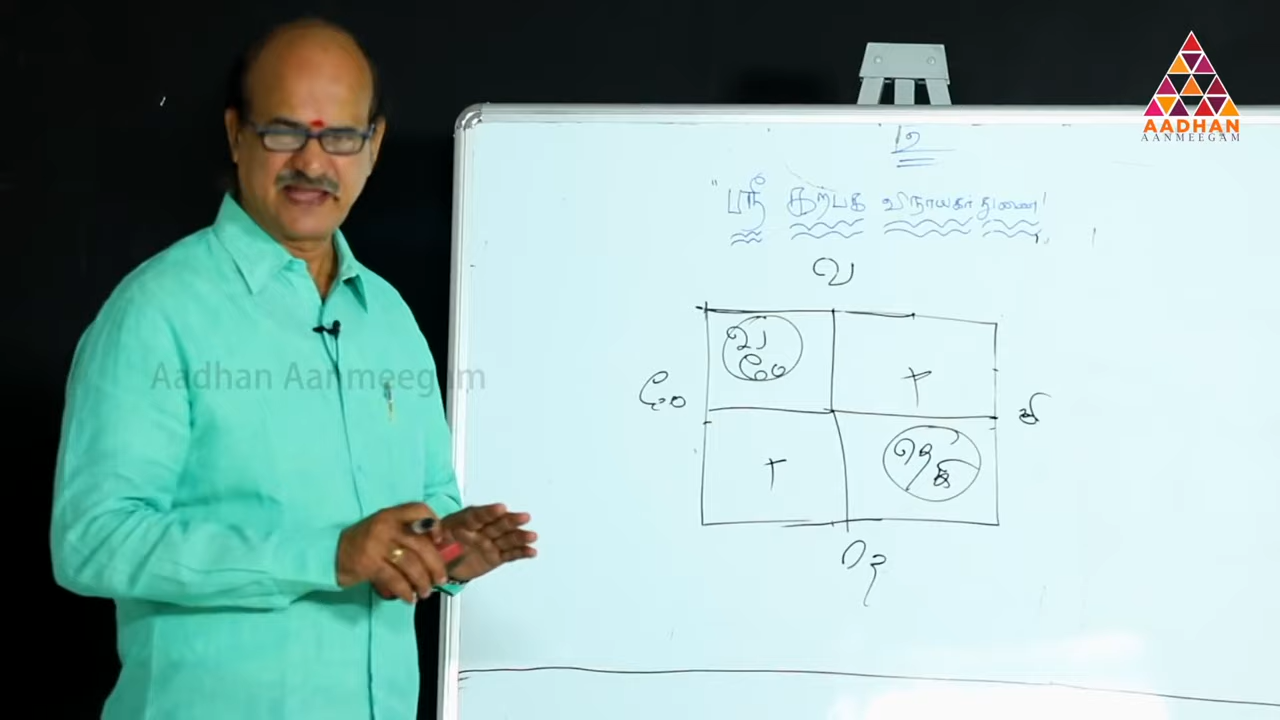 AADHAN
AANMEEGAM
உ
"ஸ்ரீ கற்பக விநாயகர் துணை!
வ
வ
மே
மே
கி
தெ
கி
தெ
Aadhan Aanmeegam